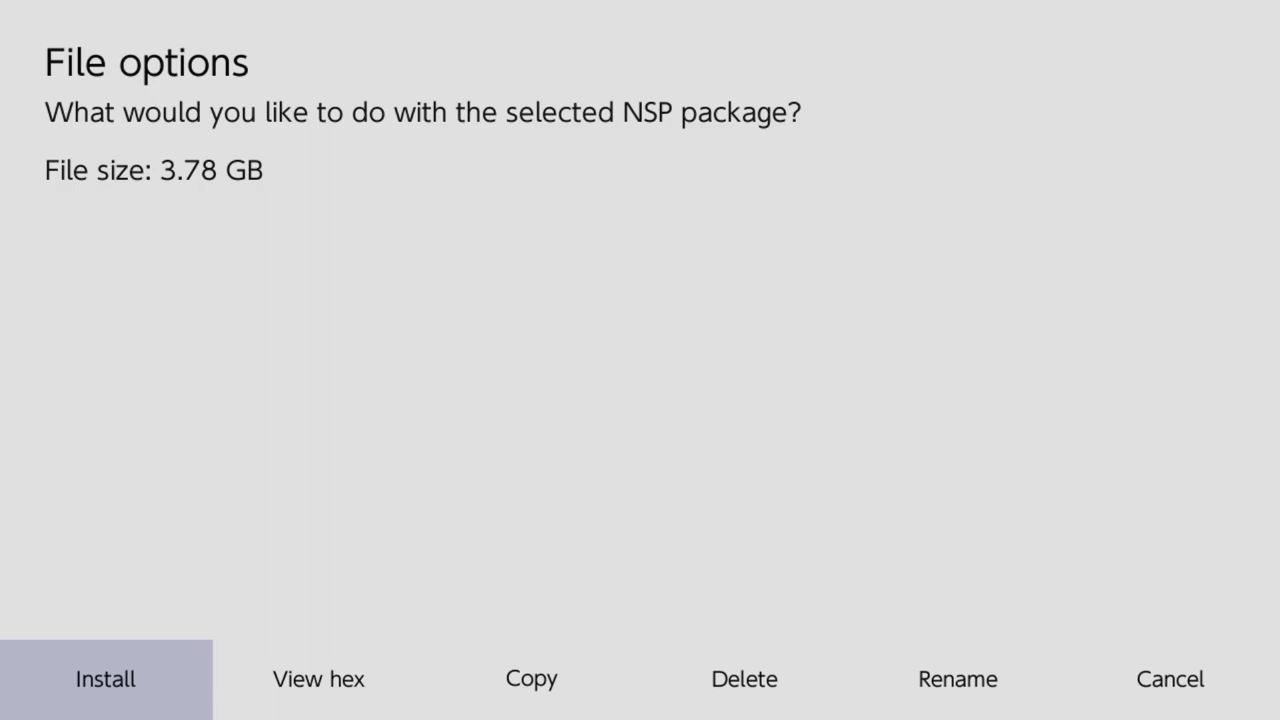 File options
What would you like to do with the selected NSP package?
File size: 3.78 GB
Install View hex Copy Delete Rename Cancel